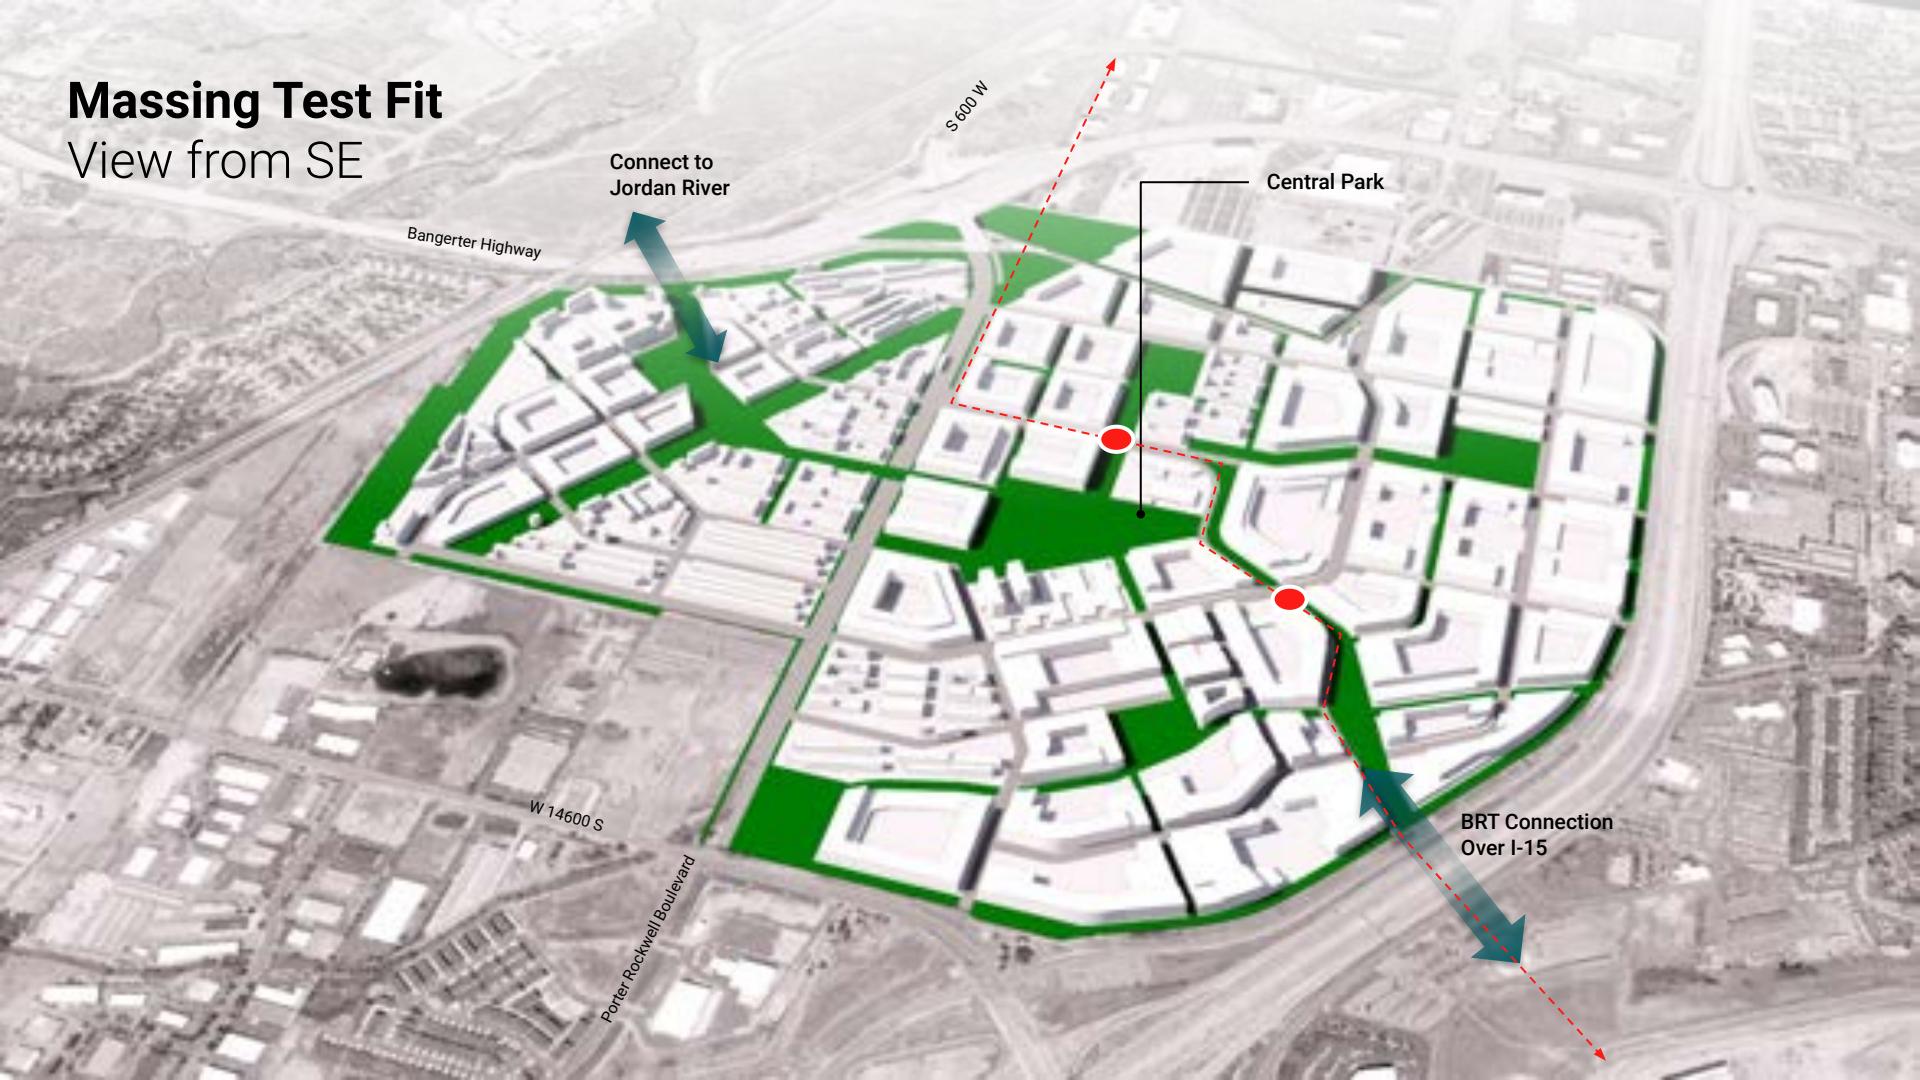 Massing Test Fit
View from SE
S 600 W
Connect to
Jordan River
Central Park
Bangerter Highway
W 14600 S
BRT Connection
Over I-15
Porter Rockwell Boulevard